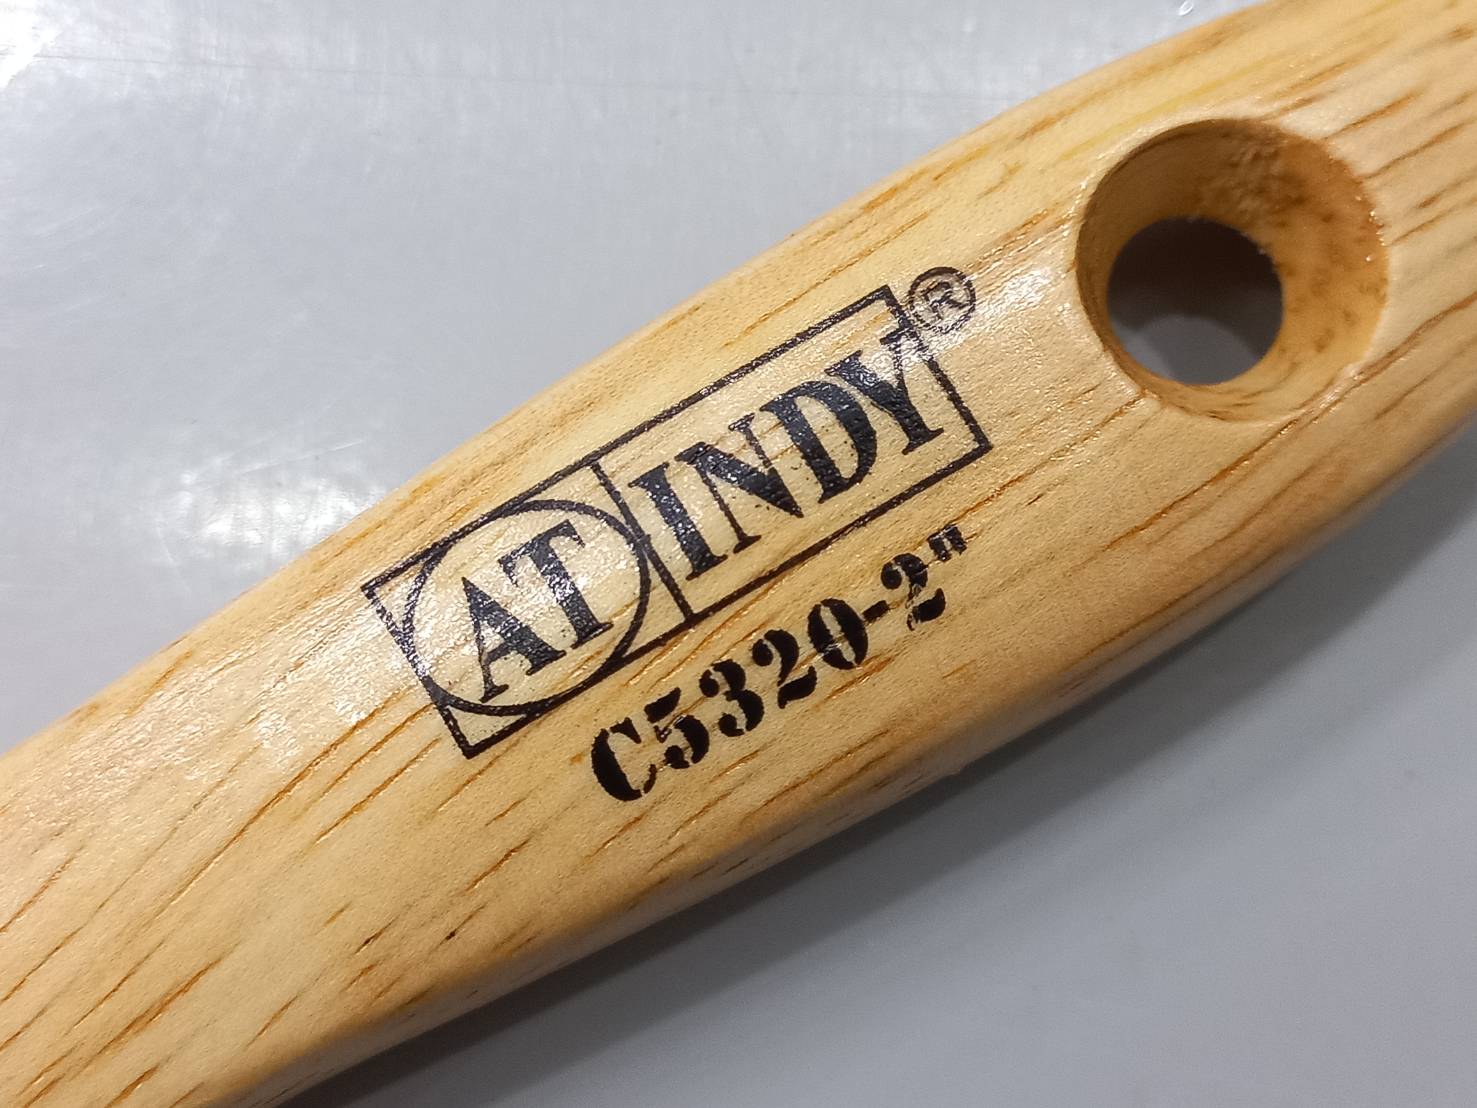 AT INDY®
C5320-2"